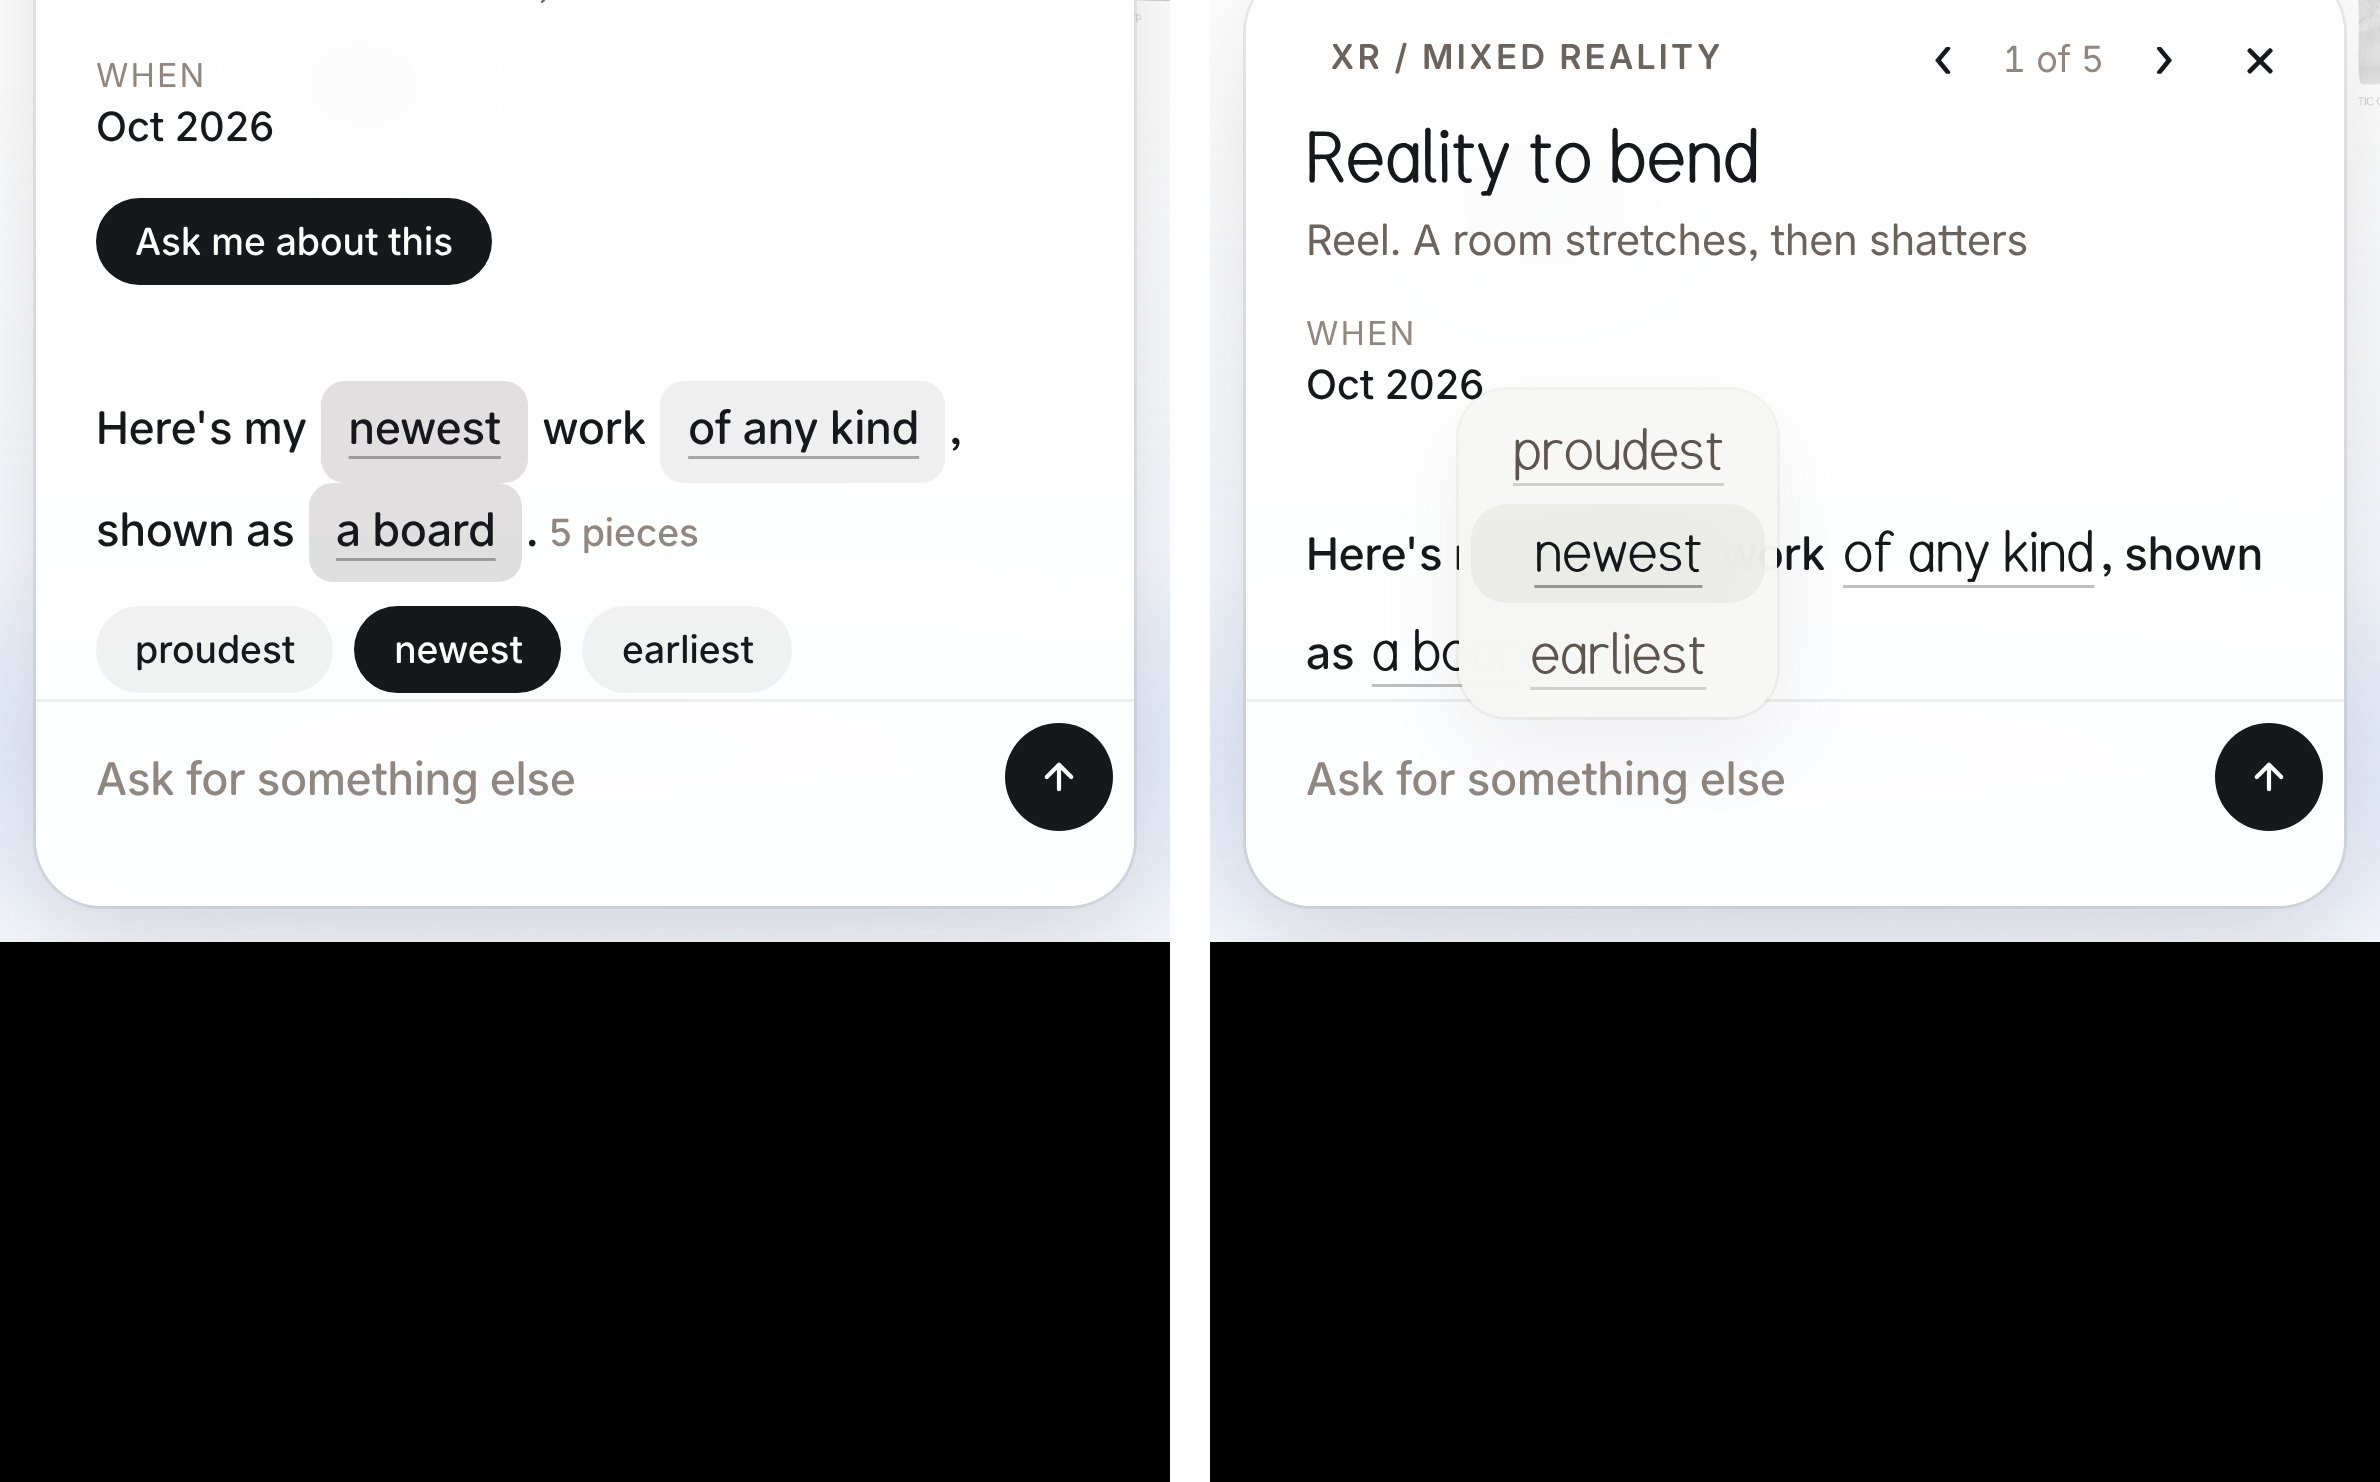 WHEN
Oct 2026
Ask me about this
Here's my newest work of any kind,
shown as a board. 5 pieces
proudest newest earliest
Ask for something else
XR / MIXED REALITY
1 of 5
Reality to bend
Reel. A room stretches, then shatters
WHEN
Oct 2026
proudest
Here's newest of any kind, shown
as a earliest
Ask for something else